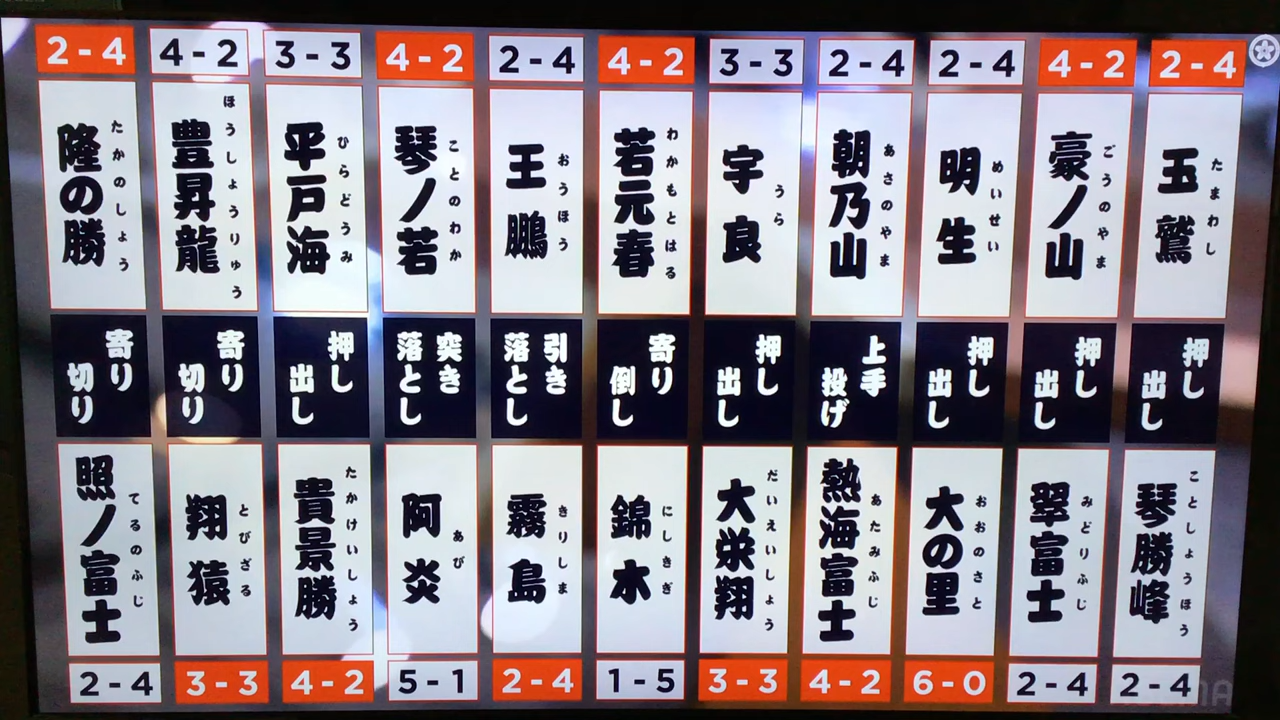 2-4
4-2
3-3
4-2
2-4
4-2
3-3
2-4
2-4
4-2
2-4
玉鷲
たまわし
豪ノ山
ごうのやま
明生
めいせい
朝乃山
あさのやま
宇良
うら
若元春
わかもとはる
王鵬
おうほう
琴ノ若
ことのわか
平戸海
ひらどうみ
豊昇龍
ほうしょうりゅう
隆の勝
たかのしょう
押し
出し
押し
出し
押し
出し
上手
投げ
押し
出し
寄り
倒し
引き
落とし
突き
落とし
押し
出し
寄り
切り
寄り
切り
琴勝峰
ことしょうほう
翠富士
みどりふじ
大の里
おおのさと
熱海富士
あたみふじ
大栄翔
だいえいしょう
錦木
にしきぎ
霧島
きりしま
阿炎
あび
貴景勝
たかけいしょう
翔猿
とびざる
照ノ富士
てるのふじ
2-4
3-3
4-2
5-1
2-4
1-5
3-3
4-2
6-0
2-4
2-4